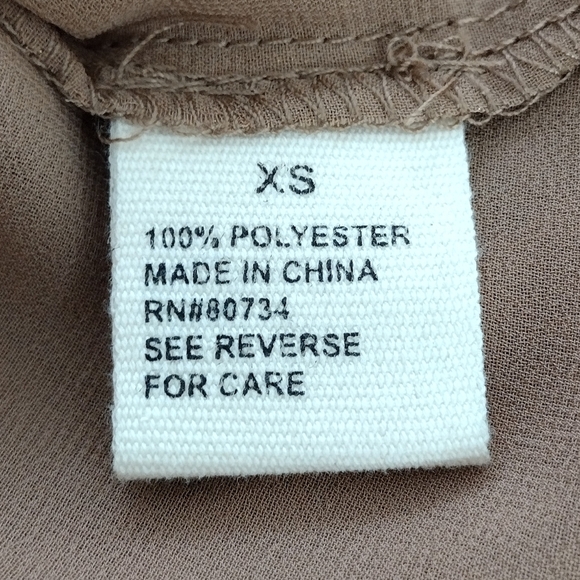 XS
100% POLYESTER
MADE IN CHINA
RN#80734
SEE REVERSE
FOR CARE